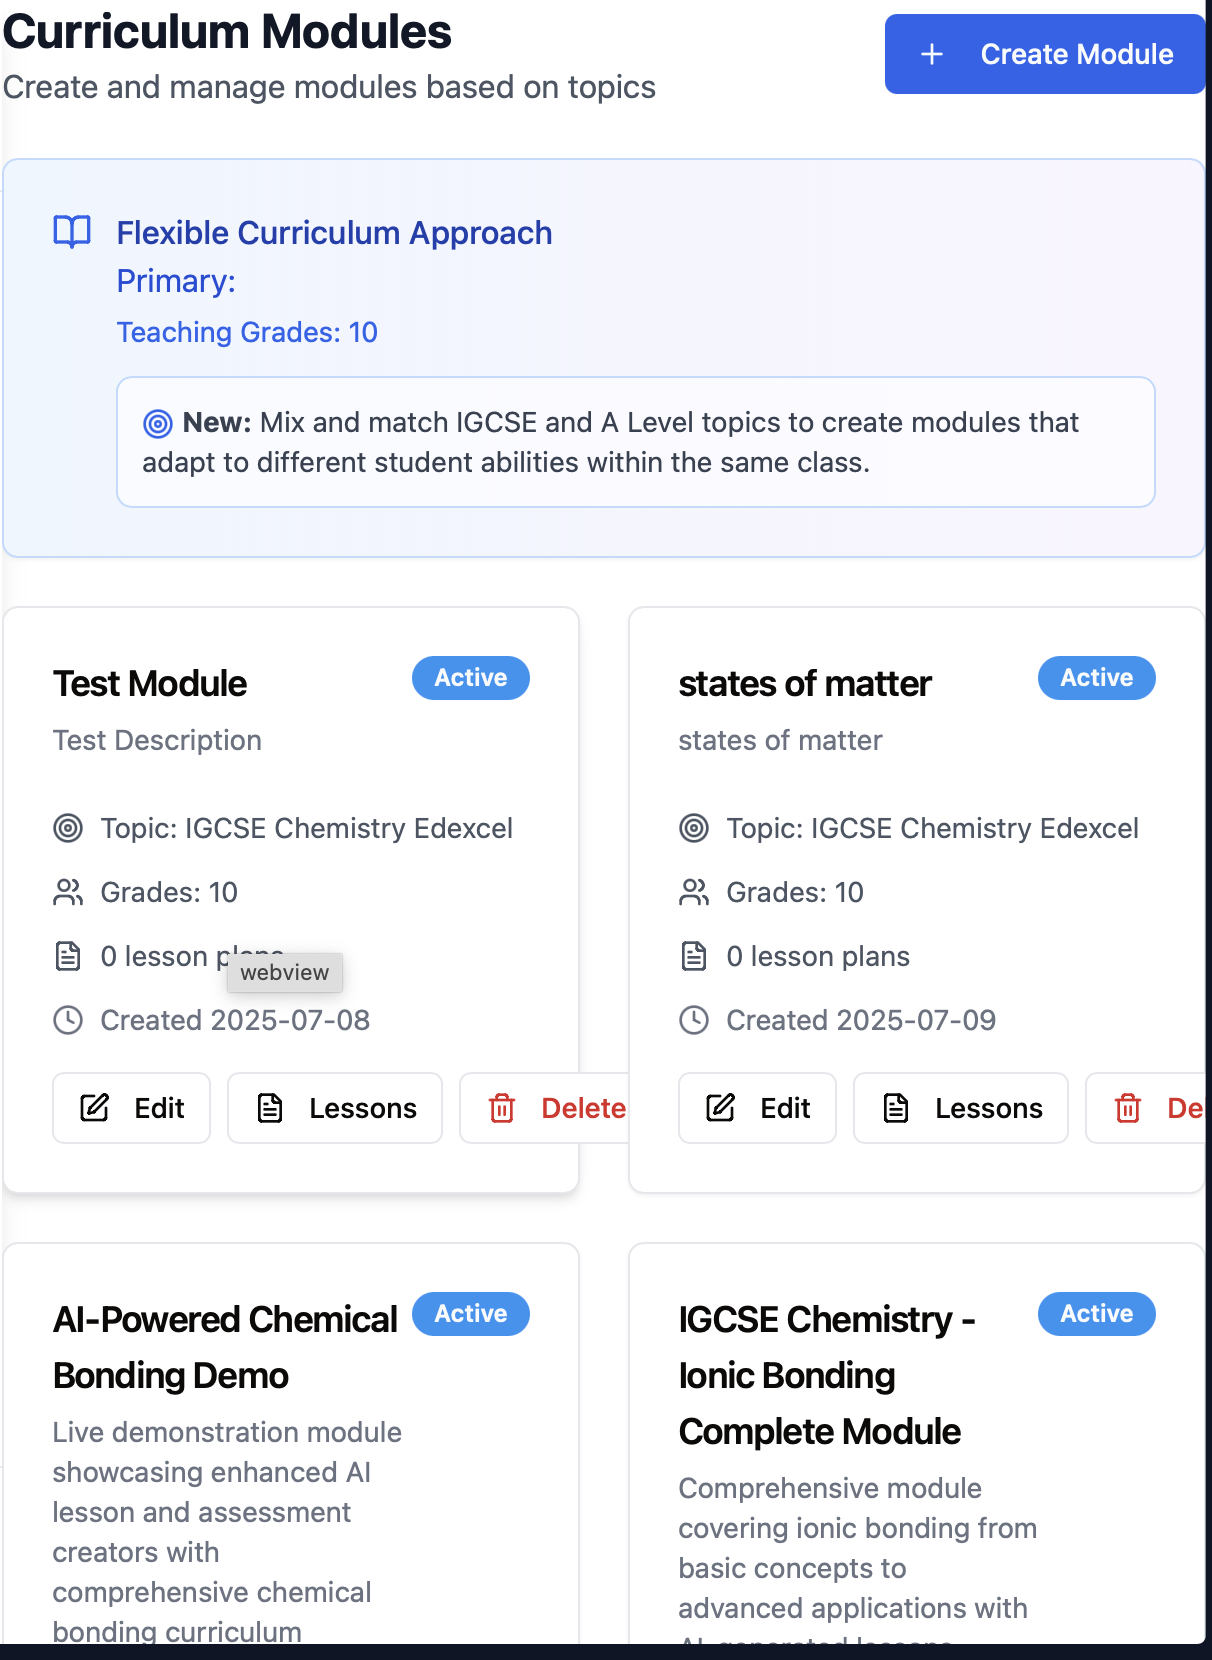 Curriculum Modules
Create and manage modules based on topics
Create Module
Flexible Curriculum Approach
Primary:
Teaching Grades: 10
New: Mix and match IGCSE and A Level topics to create modules that
adapt to different student abilities within the same class.
Test Module
Active
Test Description
Topic: IGCSE Chemistry Edexcel
Grades: 10
0 lesson plans
webview
Created 2025-07-08
Edit
Lessons
Delete
states of matter
Active
states of matter
Topic: IGCSE Chemistry Edexcel
Grades: 10
0 lesson plans
Created 2025-07-09
Edit
Lessons
De
AI-Powered Chemical
Bonding Demo
Active
Live demonstration module
showcasing enhanced AI
lesson and assessment
creators with
comprehensive chemical
bonding curriculum
IGCSE Chemistry -
Ionic Bonding
Complete Module
Active
Comprehensive module
covering ionic bonding from
basic concepts to
advanced applications with
AI-generated lessons